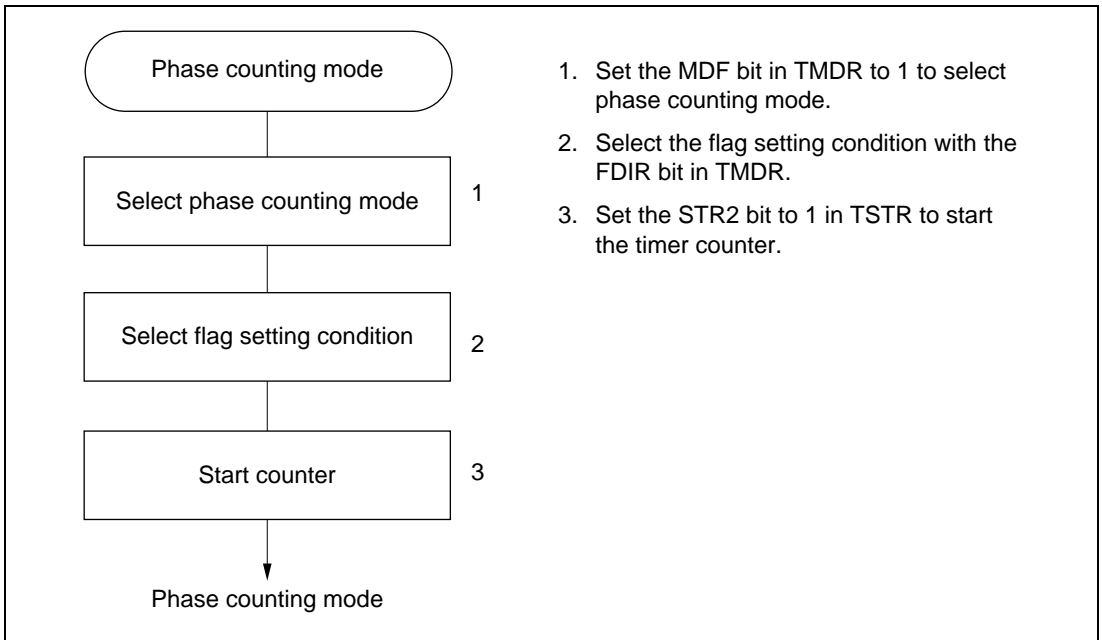 Phase counting mode
Select phase counting mode
1
Select flag setting condition
2
Start counter
3
Phase counting mode
1. Set the MDF bit in TMDR to 1 to select
phase counting mode.
2. Select the flag setting condition with the
FDIR bit in TMDR.
3. Set the STR2 bit to 1 in TSTR to start
the timer counter.